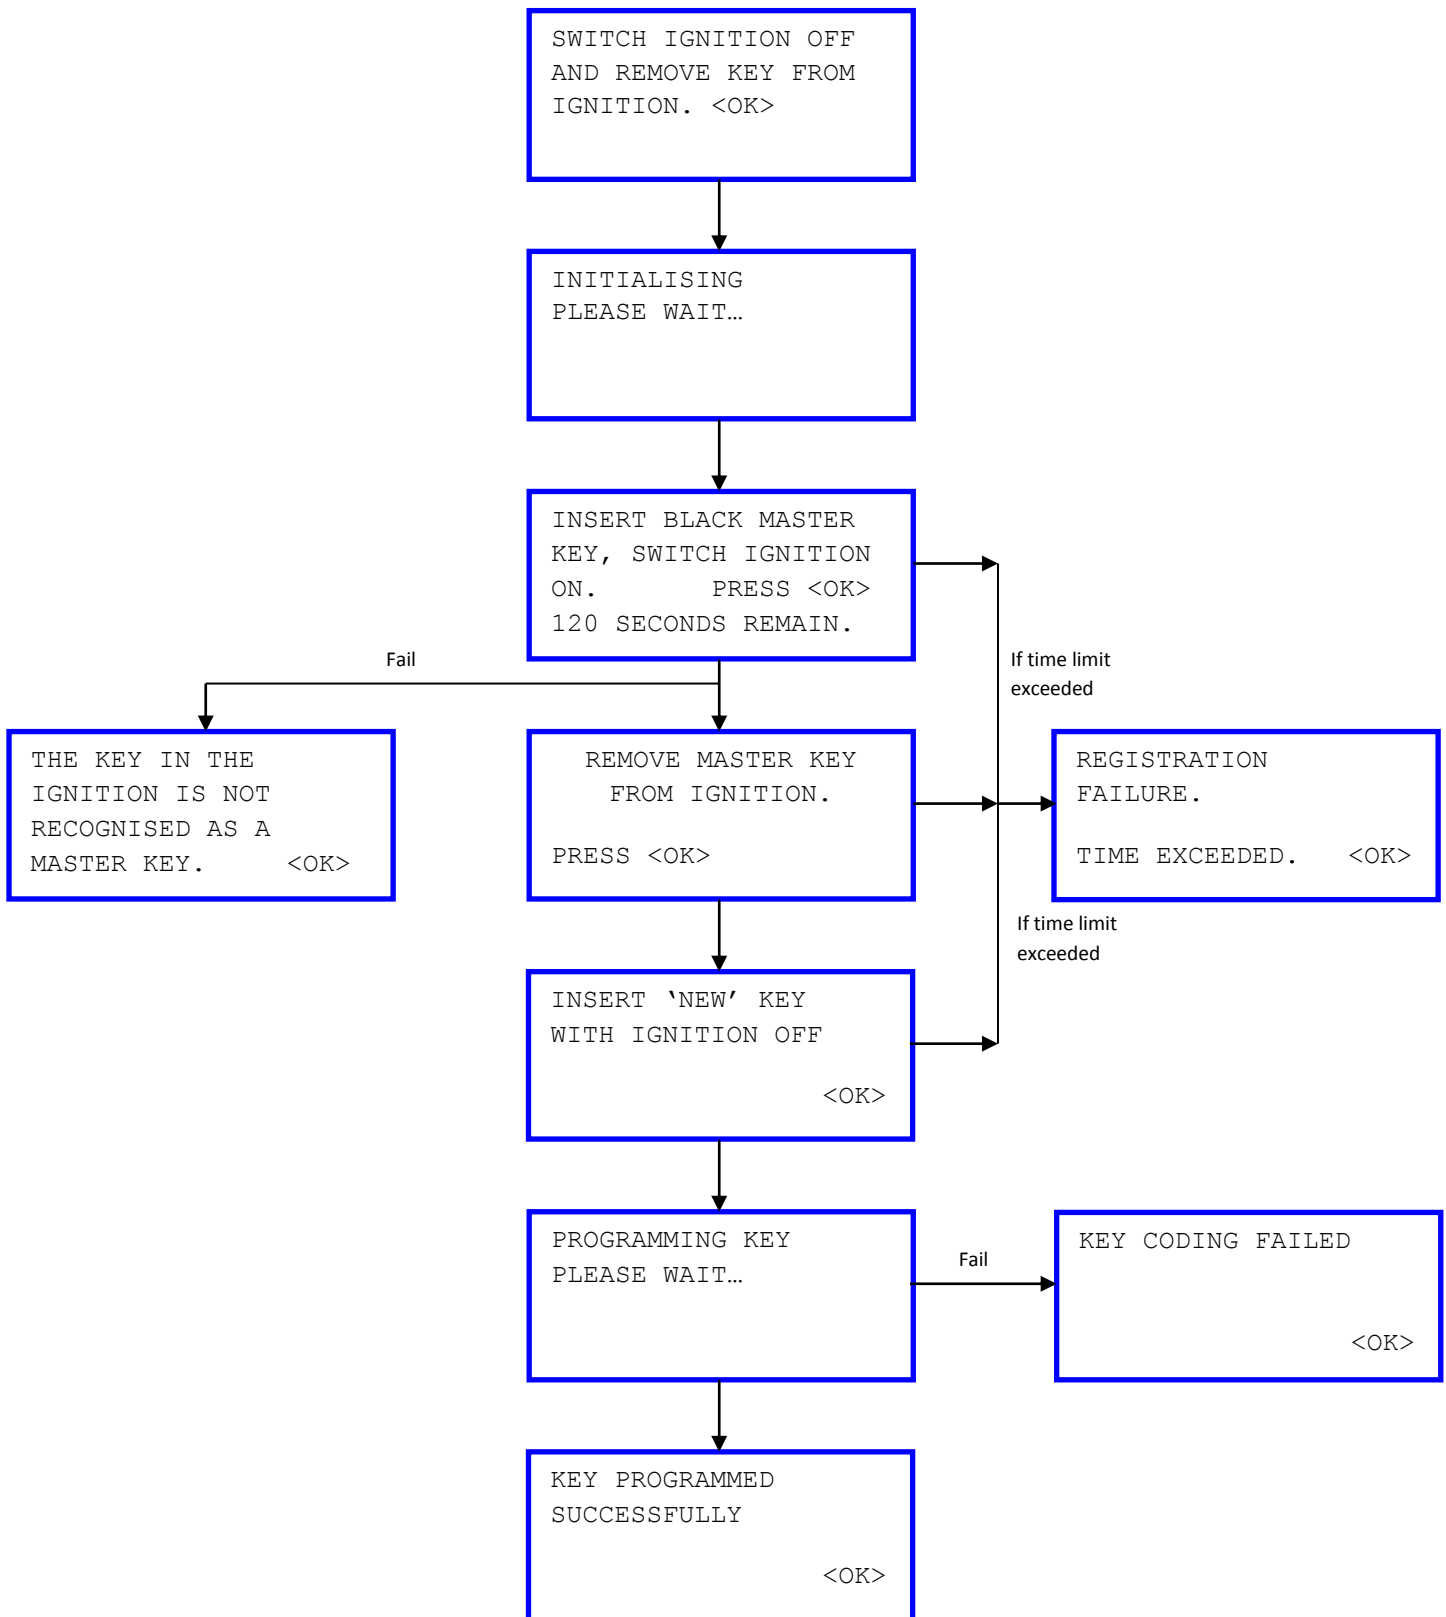 SWITCH IGNITION OFF
AND REMOVE KEY FROM
IGNITION. <OK>
INITIALISING
PLEASE WAIT…
INSERT BLACK MASTER
KEY, SWITCH IGNITION
ON. PRESS <OK>
120 SECONDS REMAIN.
Fail
If time limit
exceeded
THE KEY IN THE
IGNITION IS NOT
RECOGNISED AS A
MASTER KEY. <OK>
REMOVE MASTER KEY
FROM IGNITION.
PRESS <OK>
REGISTRATION
FAILURE.
TIME EXCEEDED. <OK>
If time limit
exceeded
INSERT ‘NEW’ KEY
WITH IGNITION OFF
<OK>
PROGRAMMING KEY
PLEASE WAIT…
Fail
KEY CODING FAILED
<OK>
KEY PROGRAMMED
SUCCESSFULLY
<OK>